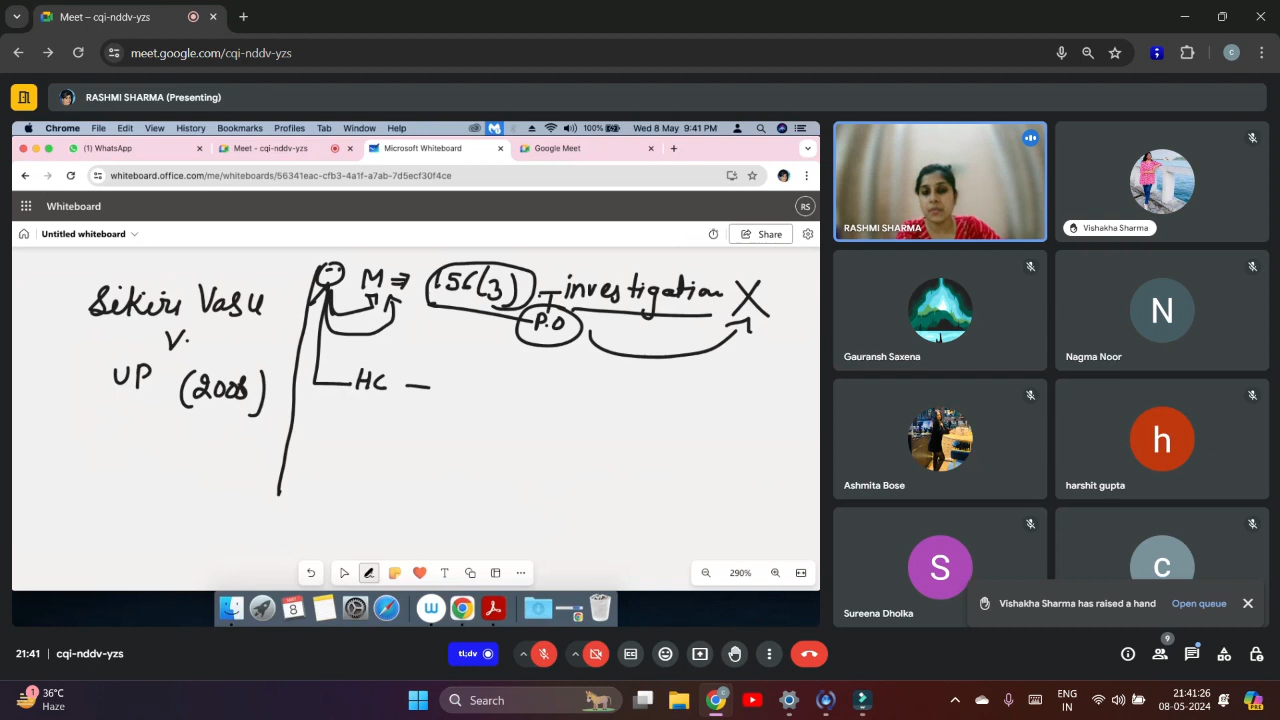 Meet – cqi-nddv-yzs
meet.google.com/cqi-nddv-yzs
RASHMI SHARMA (Presenting)
Chrome File Edit View History Bookmarks Profiles Tab Window Help 100% Wed 8 May 9:41 PM
(1) WhatsApp Meet - cqi-nddv-yzs Microsoft Whiteboard Google Meet
whiteboard.office.com/me/whiteboards/56341eac-cfb3-4a1f-a7ab-7d5ecf30f4ce
Whiteboard RS
Untitled whiteboard Share
Sikiri Vasu
V.
UP (2008)
M ⇒ 156(3) investigation X
P.O
HC —
290%
RASHMI SHARMA
Vishakha Sharma
Gauransh Saxena
N
Nagma Noor
Ashmita Bose
h
harshit gupta
S
Sureena Dholka
c
Vishakha Sharma has raised a hand Open queue
21:41 cqi-nddv-yzs
tl;dv
9
36°C
Haze
Search
ENG
IN
21:41:26
08-05-2024